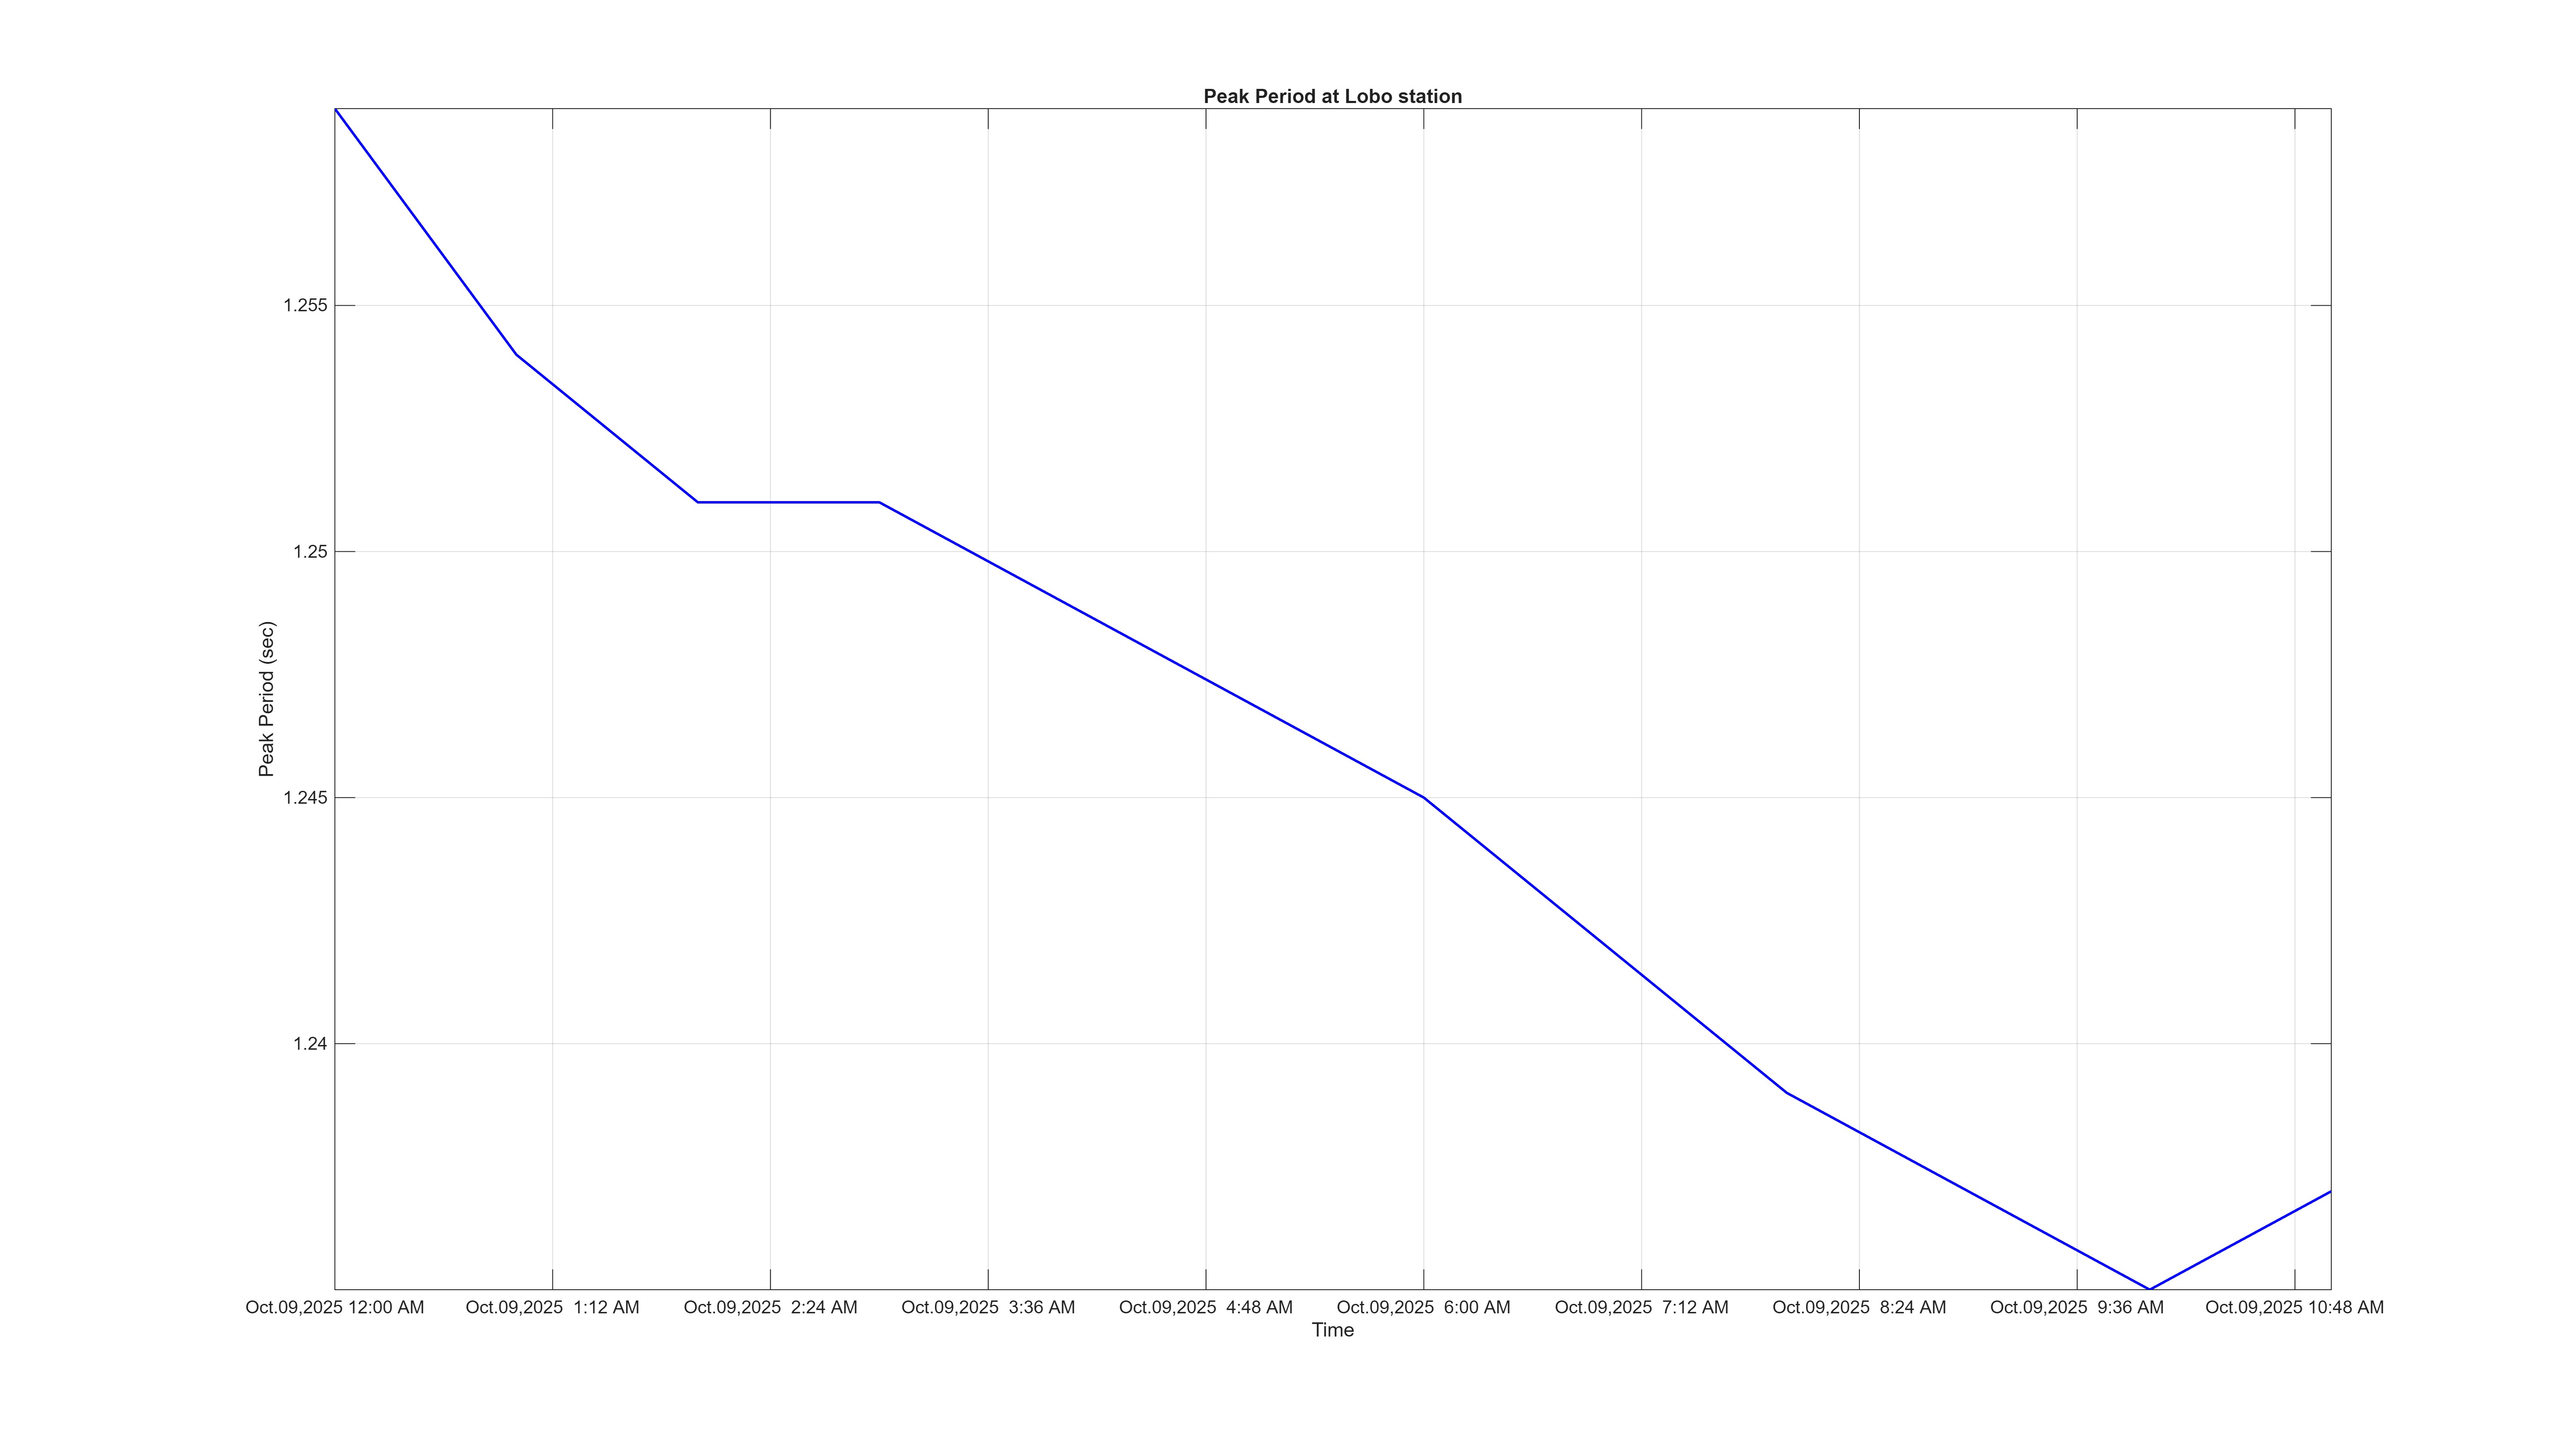 Peak Period at Lobo station
1.255
1.25
1.245
1.24
Peak Period (sec)
Oct.09,2025 12:00 AM
Oct.09,2025  1:12 AM
Oct.09,2025  2:24 AM
Oct.09,2025  3:36 AM
Oct.09,2025  4:48 AM
Oct.09,2025  6:00 AM
Oct.09,2025  7:12 AM
Oct.09,2025  8:24 AM
Oct.09,2025  9:36 AM
Oct.09,2025 10:48 AM
Time